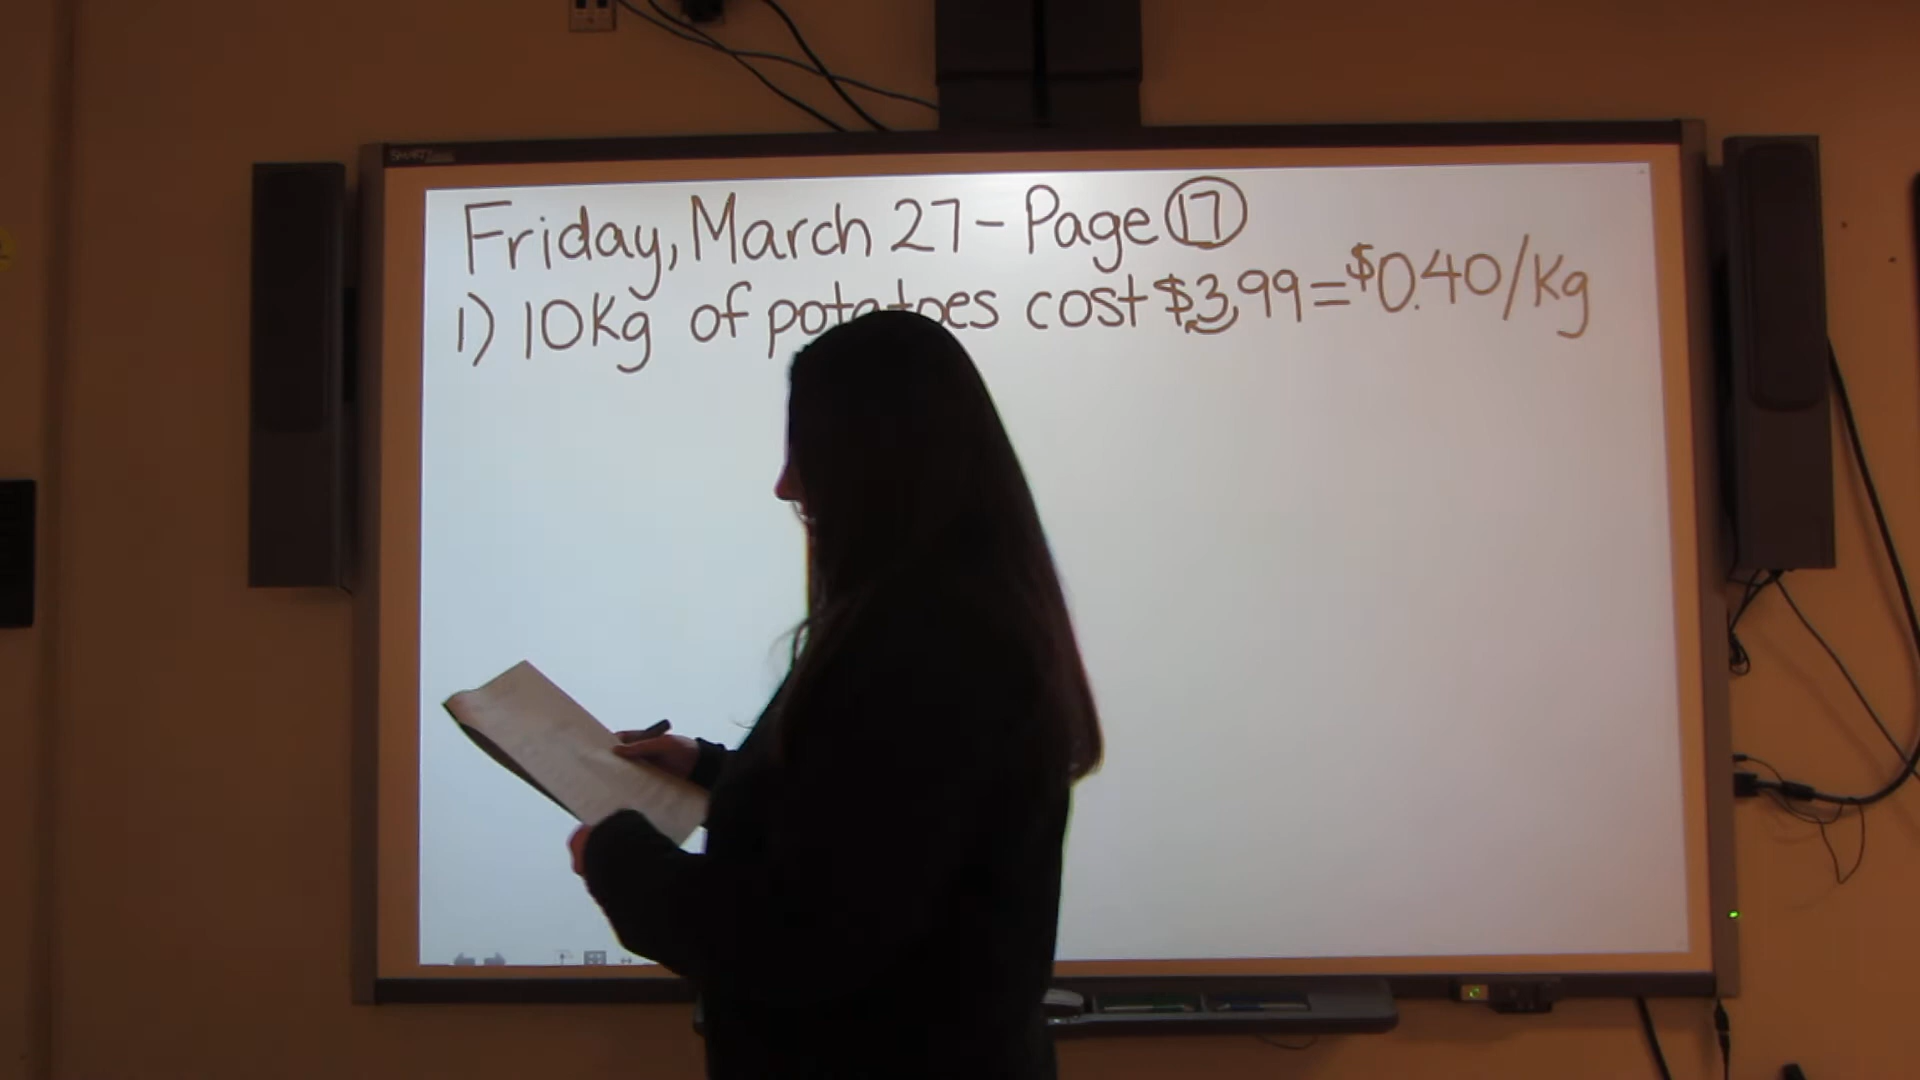 Friday, March 27 - Page 17
1) 10Kg of potatoes cost $3.99 = $0.40/Kg